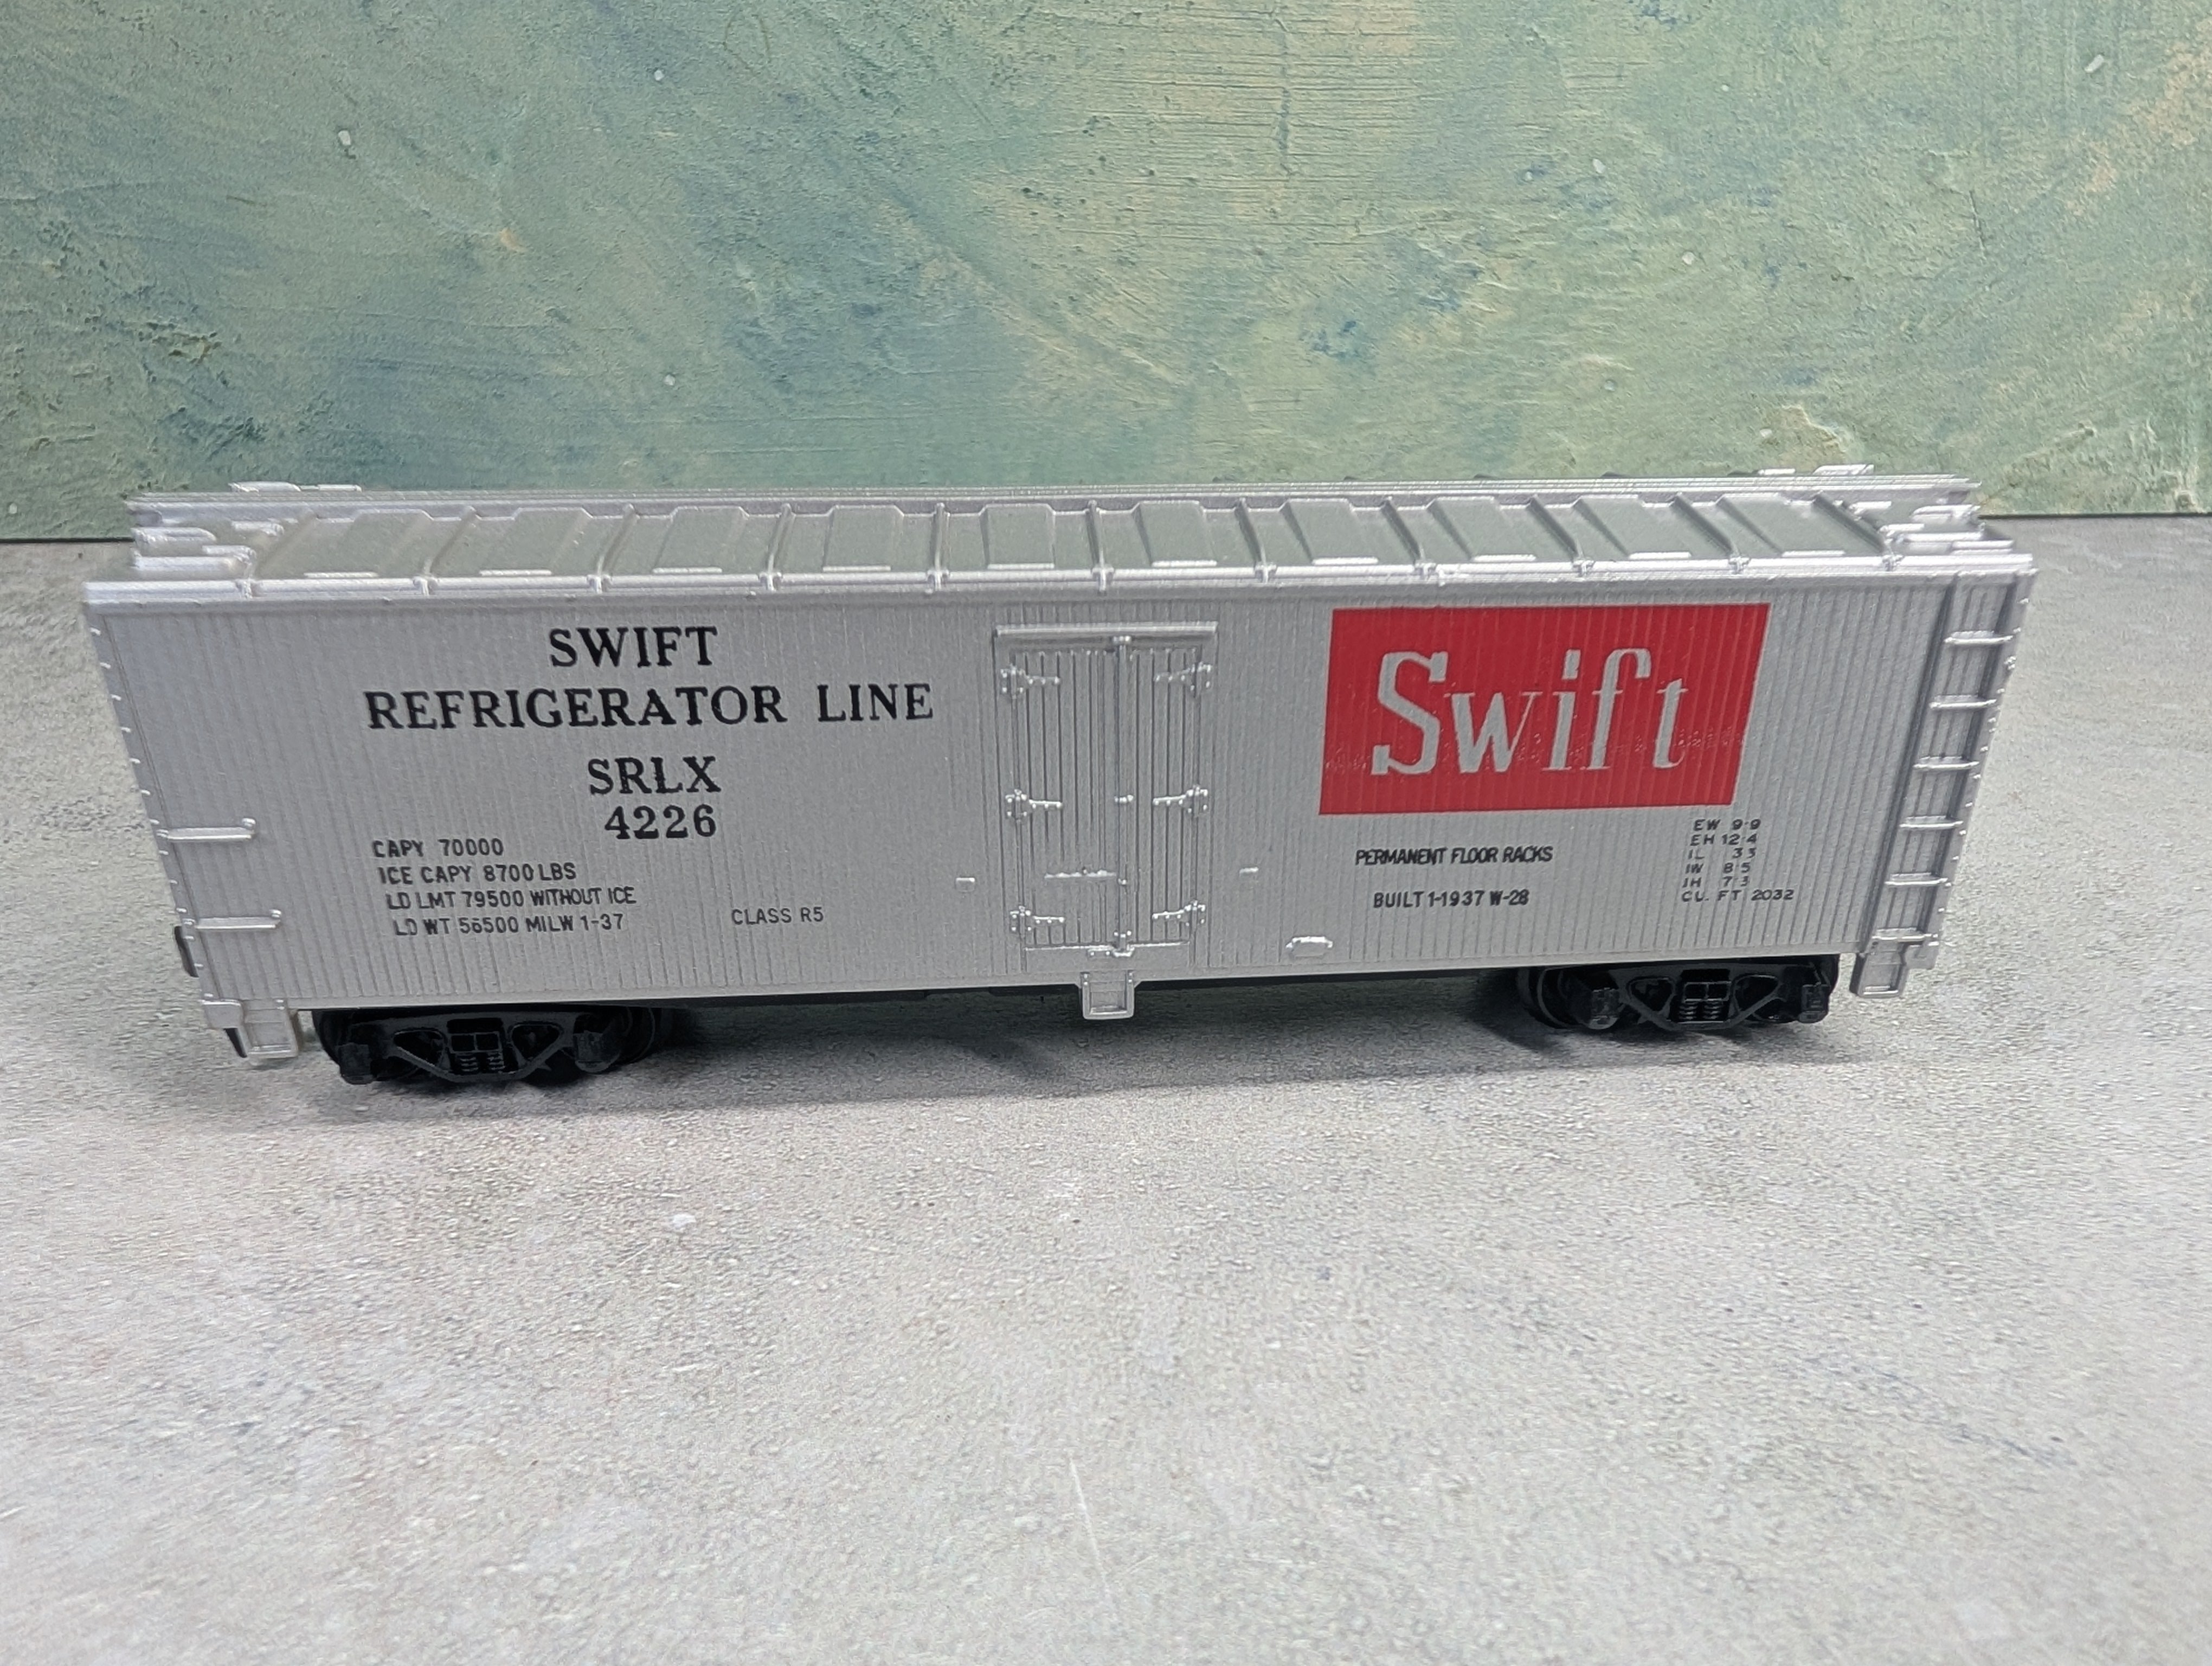 SWIFT
REFRIGERATOR LINE
SRLX
4226
CAPY 70000
ICE CAPY 8700 LBS
LD LMT 79500 WITHOUT ICE
LD WT 56500 MILW 1-37
CLASS R5
Swift
PERMANENT FLOOR RACKS
BUILT 1-1937 W-28
EW 9-9
EH 12-4
IL 33
IW 8 5
IH 7 3
CU. FT 2032